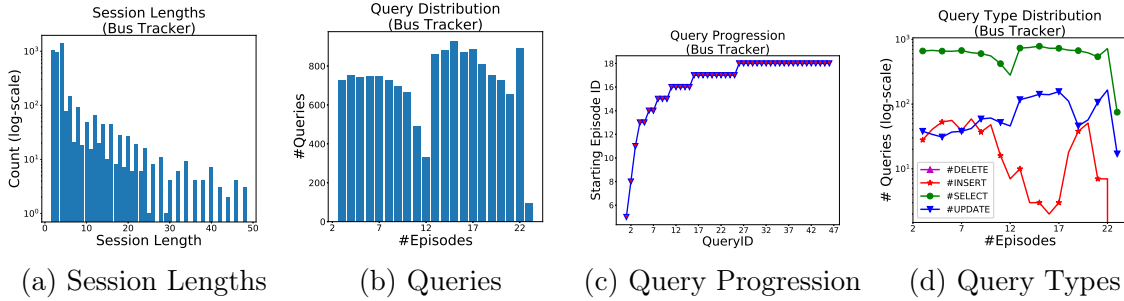 Session Lengths
(Bus Tracker)
Count (log-scale)
10³
10²
10¹
10⁰
0 10 20 30 40 50
Session Length
(a) Session Lengths
Query Distribution
(Bus Tracker)
#Queries
800
600
400
200
0
2 7 12 17 22
#Episodes
(b) Queries
Query Progression
(Bus Tracker)
Starting Episode ID
18
16
14
12
10
8
6
2 7 12 17 22 27 32 37 42 47
QueryID
(c) Query Progression
Query Type Distribution
(Bus Tracker)
# Queries (log-scale)
10³
10²
10¹
#DELETE
#INSERT
#SELECT
#UPDATE
2 7 12 17 22
#Episodes
(d) Query Types